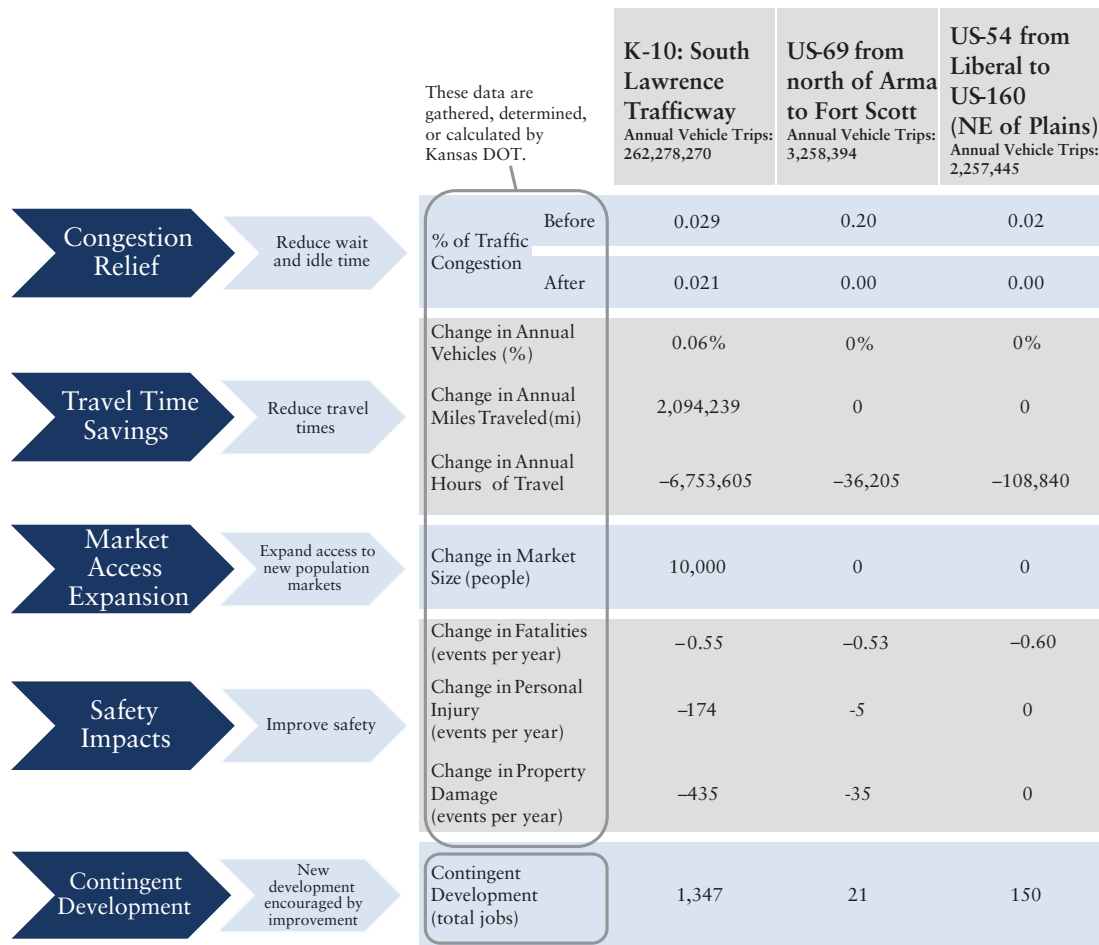 K-10: South
Lawrence
Trafficway
Annual Vehicle Trips:
262,278,270
US-69 from
north of Arma
to Fort Scott
Annual Vehicle Trips:
3,258,394
US-54 from
Liberal to
US-160
(NE of Plains)
Annual Vehicle Trips:
2,257,445
These data are
gathered, determined,
or calculated by
Kansas DOT.
Congestion
Relief
Reduce wait
and idle time
% of Traffic
Congestion
Before
0.029
0.20
0.02
After
0.021
0.00
0.00
Travel Time
Savings
Reduce travel
times
Change in Annual
Vehicles (%)
0.06%
0%
0%
Change in Annual
Miles Traveled (mi)
2,094,239
0
0
Change in Annual
Hours of Travel
–6,753,605
–36,205
–108,840
Market
Access
Expansion
Expand access to
new population
markets
Change in Market
Size (people)
10,000
0
0
Safety
Impacts
Improve safety
Change in Fatalities
(events per year)
–0.55
–0.53
–0.60
Change in Personal
Injury
(events per year)
–174
-5
0
Change in Property
Damage
(events per year)
–435
-35
0
Contingent
Development
New
development
encouraged by
improvement
Contingent
Development
(total jobs)
1,347
21
150